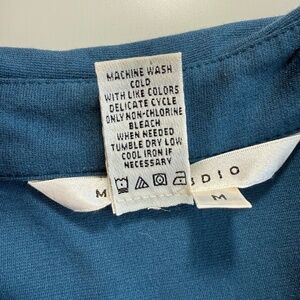 MACHINE WASH
COLD
WITH LIKE COLORS
DELICATE CYCLE
ONLY NON-CHLORINE
BLEACH
WHEN NEEDED
TUMBLE DRY LOW
COOL IRON IF
NECESSARY
M